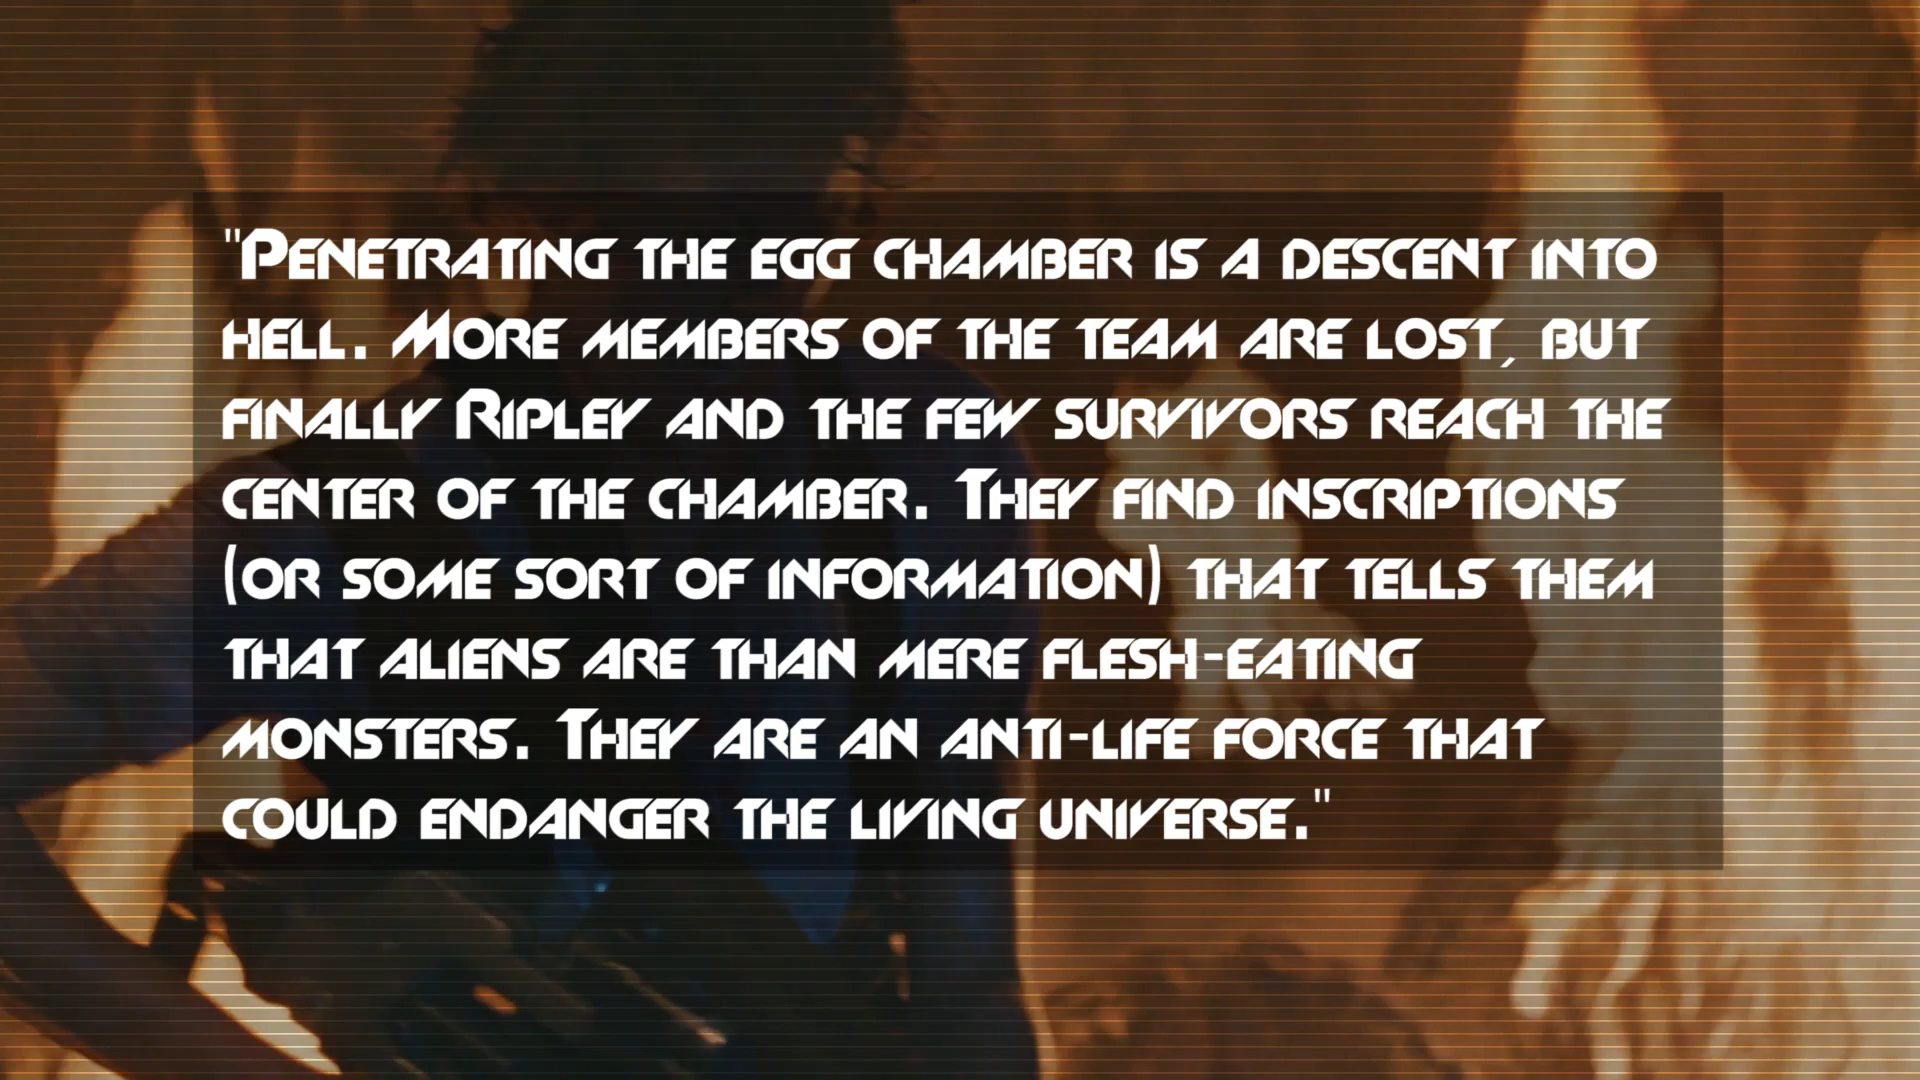 "Penetrating the egg chamber is a descent into
hell. More members of the team are lost, but
finally Ripley and the few survivors reach the
center of the chamber. They find inscriptions
(or some sort of information) that tells them
that aliens are than mere flesh-eating
monsters. They are an anti-life force that
could endanger the living universe."